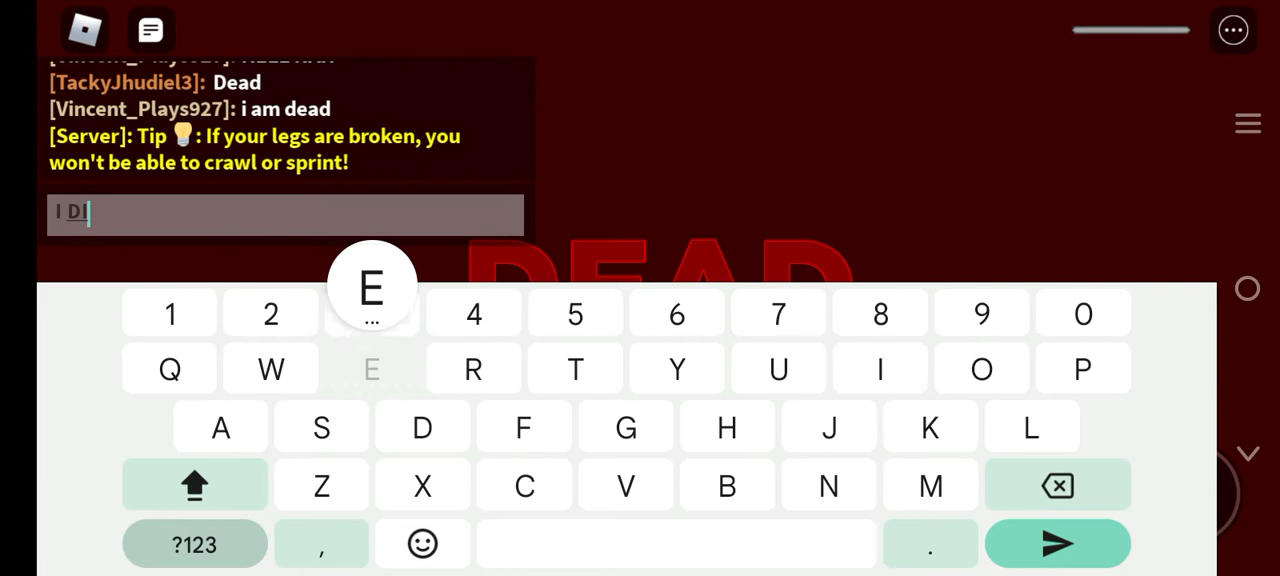 [TackyJhudiel3]: Dead
[Vincent_Plays927]: i am dead
[Server]: Tip 💡: If your legs are broken, you
won't be able to crawl or sprint!
I DI
DEAD
E
1 2 4 5 6 7 8 9 0
Q W E R T Y U I O P
A S D F G H J K L
Z X C V B N M
?123 , .